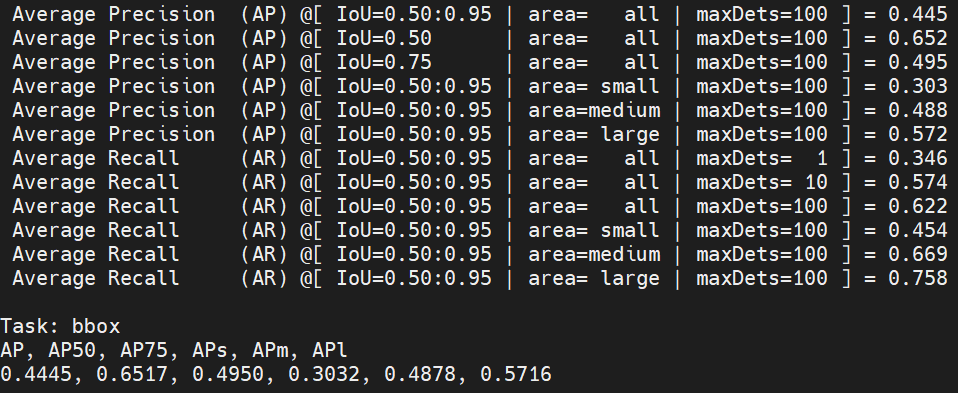 Average Precision  (AP) @[ IoU=0.50:0.95 | area=   all | maxDets=100 ] = 0.445
Average Precision  (AP) @[ IoU=0.50      | area=   all | maxDets=100 ] = 0.652
Average Precision  (AP) @[ IoU=0.75      | area=   all | maxDets=100 ] = 0.495
Average Precision  (AP) @[ IoU=0.50:0.95 | area= small | maxDets=100 ] = 0.303
Average Precision  (AP) @[ IoU=0.50:0.95 | area=medium | maxDets=100 ] = 0.488
Average Precision  (AP) @[ IoU=0.50:0.95 | area= large | maxDets=100 ] = 0.572
Average Recall     (AR) @[ IoU=0.50:0.95 | area=   all | maxDets=  1 ] = 0.346
Average Recall     (AR) @[ IoU=0.50:0.95 | area=   all | maxDets= 10 ] = 0.574
Average Recall     (AR) @[ IoU=0.50:0.95 | area=   all | maxDets=100 ] = 0.622
Average Recall     (AR) @[ IoU=0.50:0.95 | area= small | maxDets=100 ] = 0.454
Average Recall     (AR) @[ IoU=0.50:0.95 | area=medium | maxDets=100 ] = 0.669
Average Recall     (AR) @[ IoU=0.50:0.95 | area= large | maxDets=100 ] = 0.758
Task: bbox
AP, AP50, AP75, APs, APm, APl
0.4445, 0.6517, 0.4950, 0.3032, 0.4878, 0.5716